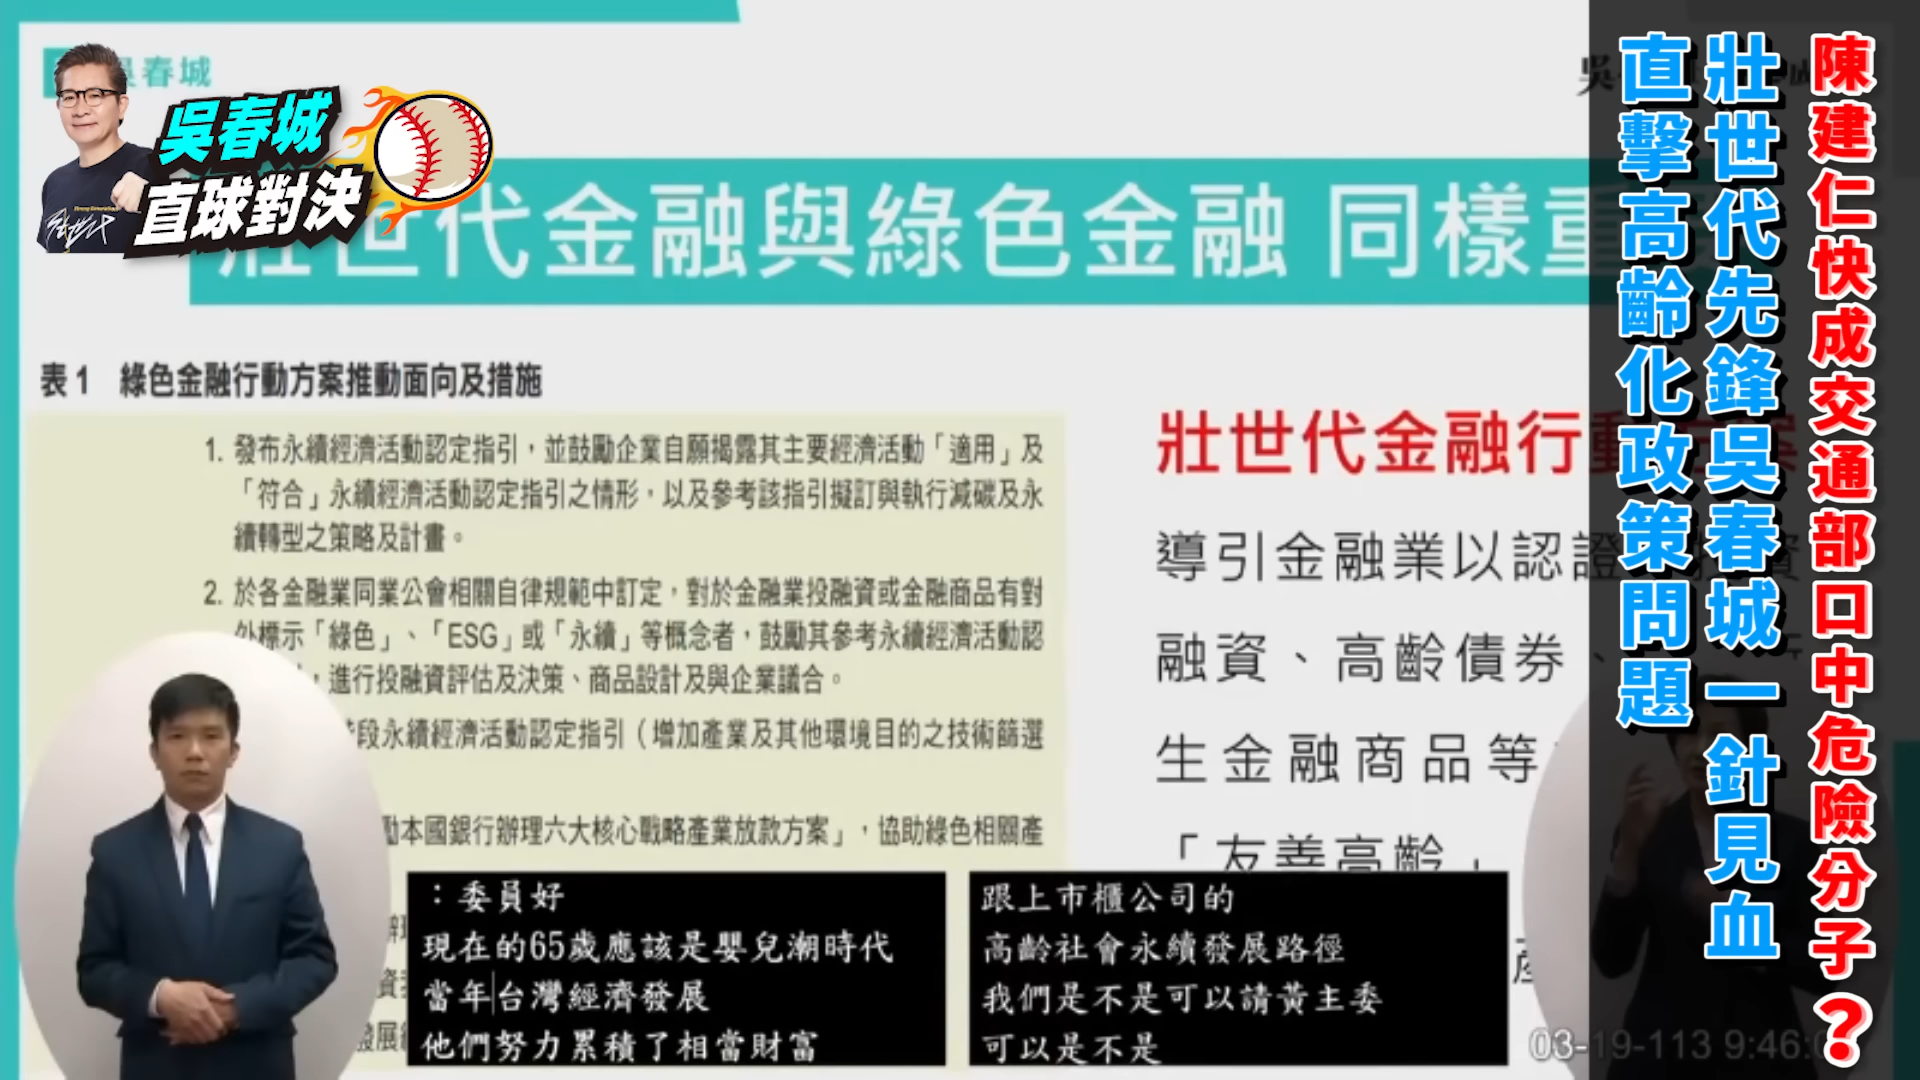 吳春城
吳春城
直球對決
壯世代金融與綠色金融 同樣重
表 1 綠色金融行動方案推動面向及措施
1. 發布永續經濟活動認定指引，並鼓勵企業自願揭露其主要經濟活動「適用」及
「符合」永續經濟活動認定指引之情形，以及參考該指引擬訂與執行減碳及永
續轉型之策略及計畫。
2. 於各金融業同業公會相關自律規範中訂定，對於金融業投融資或金融商品有對
外標示「綠色」、「ESG」或「永續」等概念者，鼓勵其參考永續經濟活動認
，進行投融資評估及決策、商品設計及與企業議合。
段永續經濟活動認定指引（增加產業及其他環境目的之技術篩選
勵本國銀行辦理六大核心戰略產業放款方案」，協助綠色相關產
壯世代金融行動方案
導引金融業以認證
融資、高齡債券、
生金融商品等
「友善高齡」
：委員好
現在的65歲應該是嬰兒潮時代
當年台灣經濟發展
他們努力累積了相當財富
跟上市櫃公司的
高齡社會永續發展路徑
我們是不是可以請黃主委
可以是不是
陳建仁快成交通部口中危險分子?
壯世代先鋒吳春城 一針見血
直擊高齡化政策問題
03-19-113 9:46: